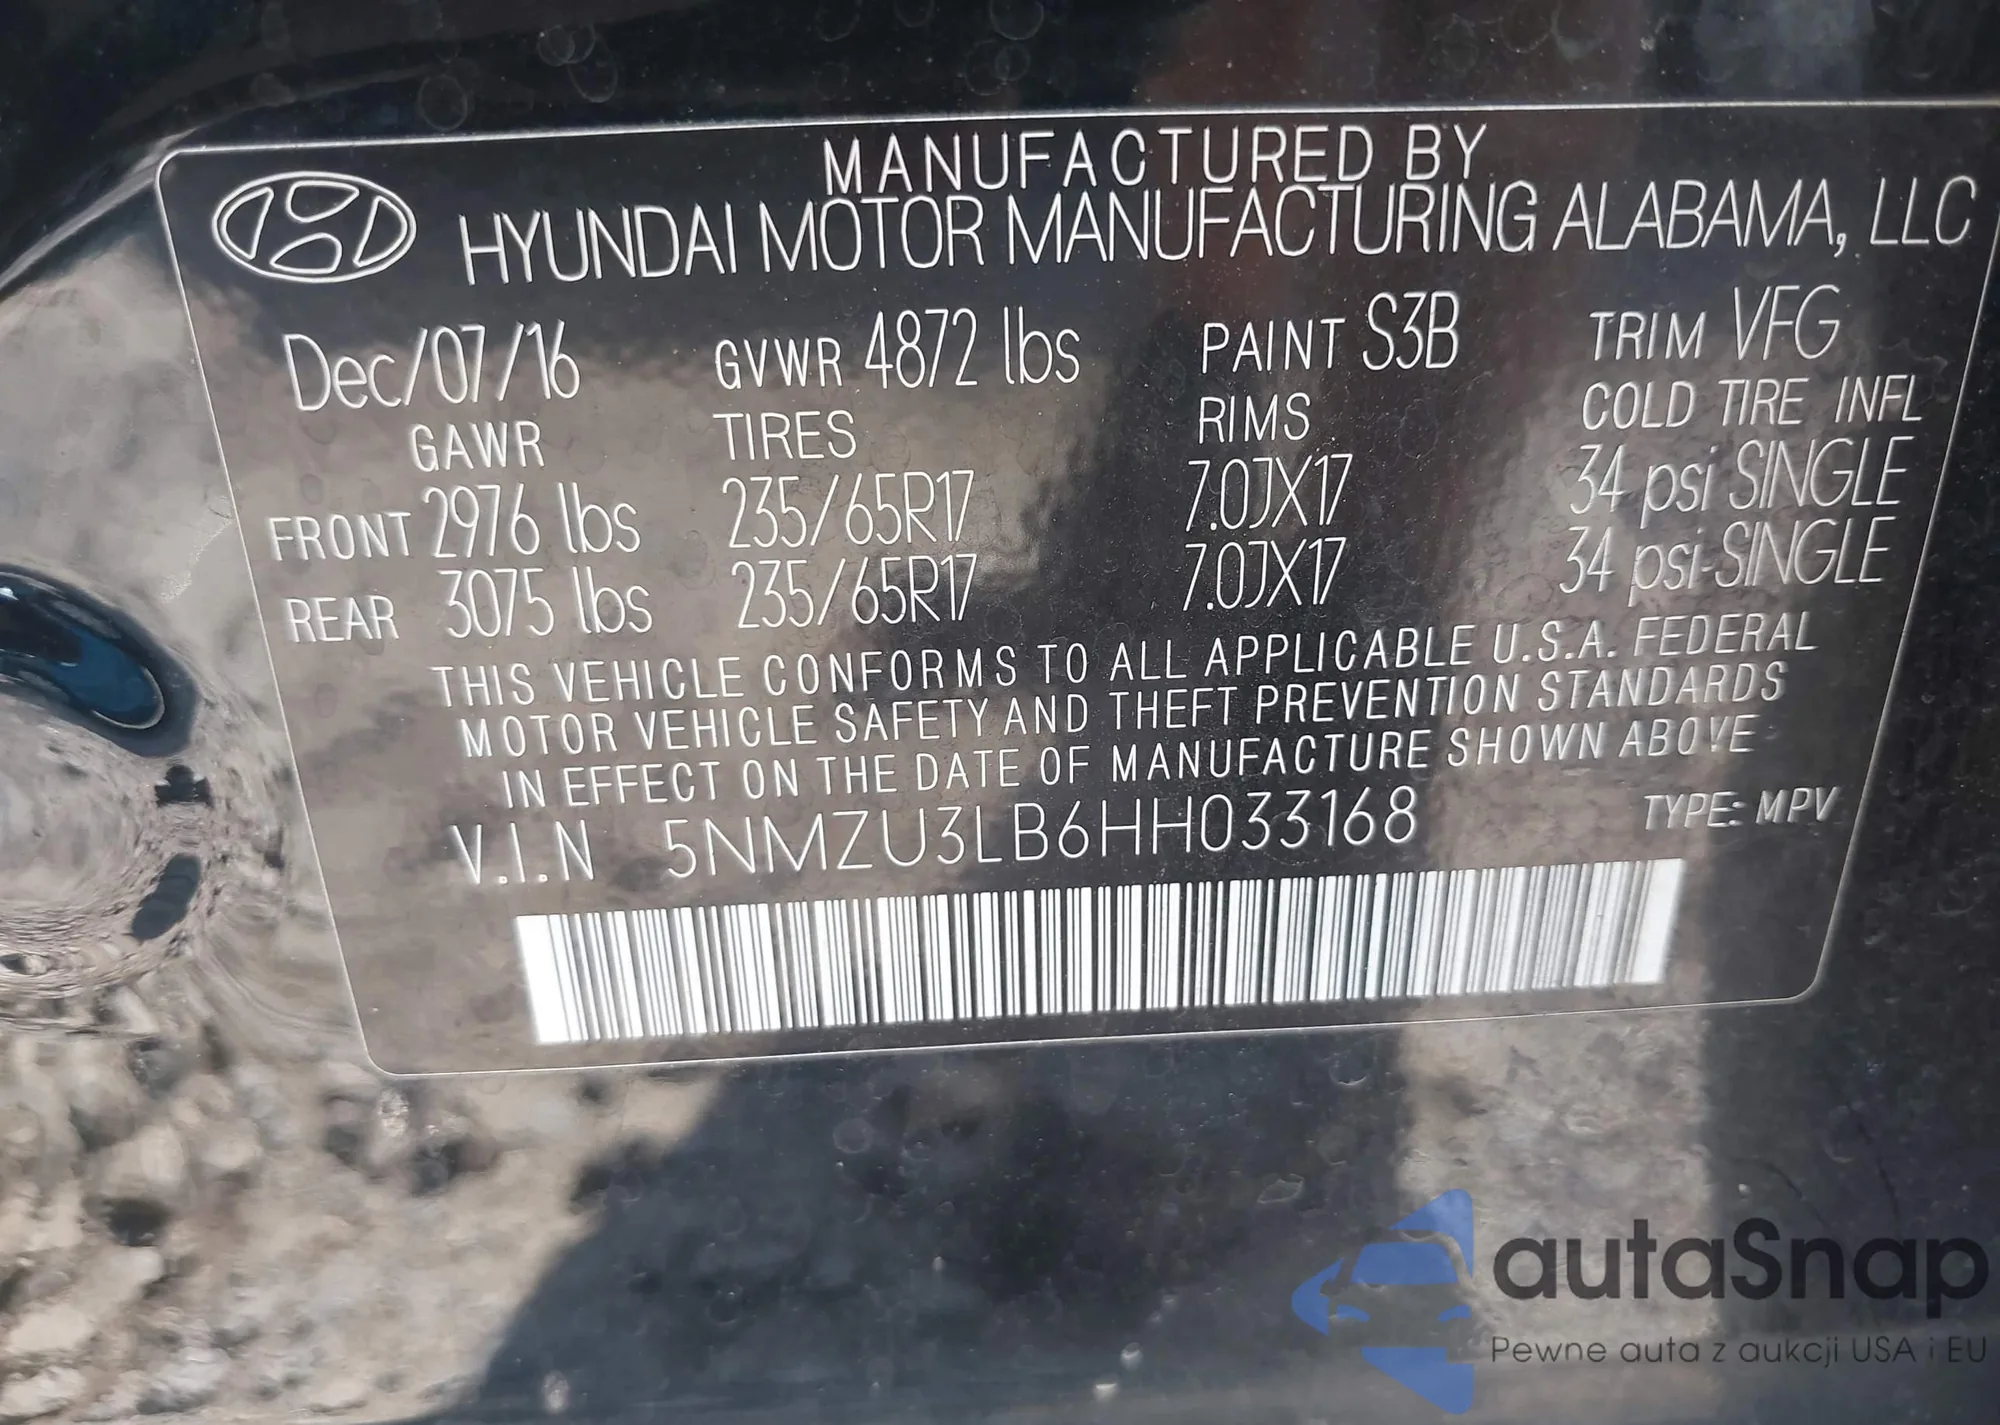 MANUFACTURED BY
HYUNDAI MOTOR MANUFACTURING ALABAMA, LLC
Dec/07/16 GVWR 4872 lbs PAINT S3B TRIM VFG
GAWR TIRES RIMS COLD TIRE INFL
FRONT 2976 lbs 235/65R17 7.0JX17 34 psi SINGLE
REAR 3075 lbs 235/65R17 7.0JX17 34 psi-SINGLE
THIS VEHICLE CONFORMS TO ALL APPLICABLE U.S.A. FEDERAL
MOTOR VEHICLE SAFETY AND THEFT PREVENTION STANDARDS
IN EFFECT ON THE DATE OF MANUFACTURE SHOWN ABOVE
V.I.N 5NMZU3LB6HH033168 TYPE: MPV
autaSnap
Pewne auta z aukcji USA i EU